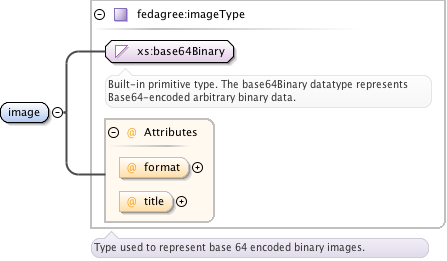 fedagree:imageType
xs:base64Binary
Built-in primitive type. The base64Binary datatype represents
Base64-encoded arbitrary binary data.
image
@ Attributes
@ format
@ title
Type used to represent base 64 encoded binary images.